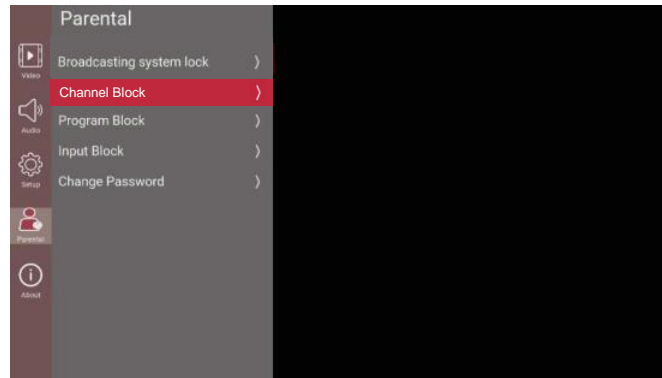 Parental
Video
Broadcasting system lock
Channel Block
Audio
Program Block
Input Block
Setup
Change Password
Parental
About